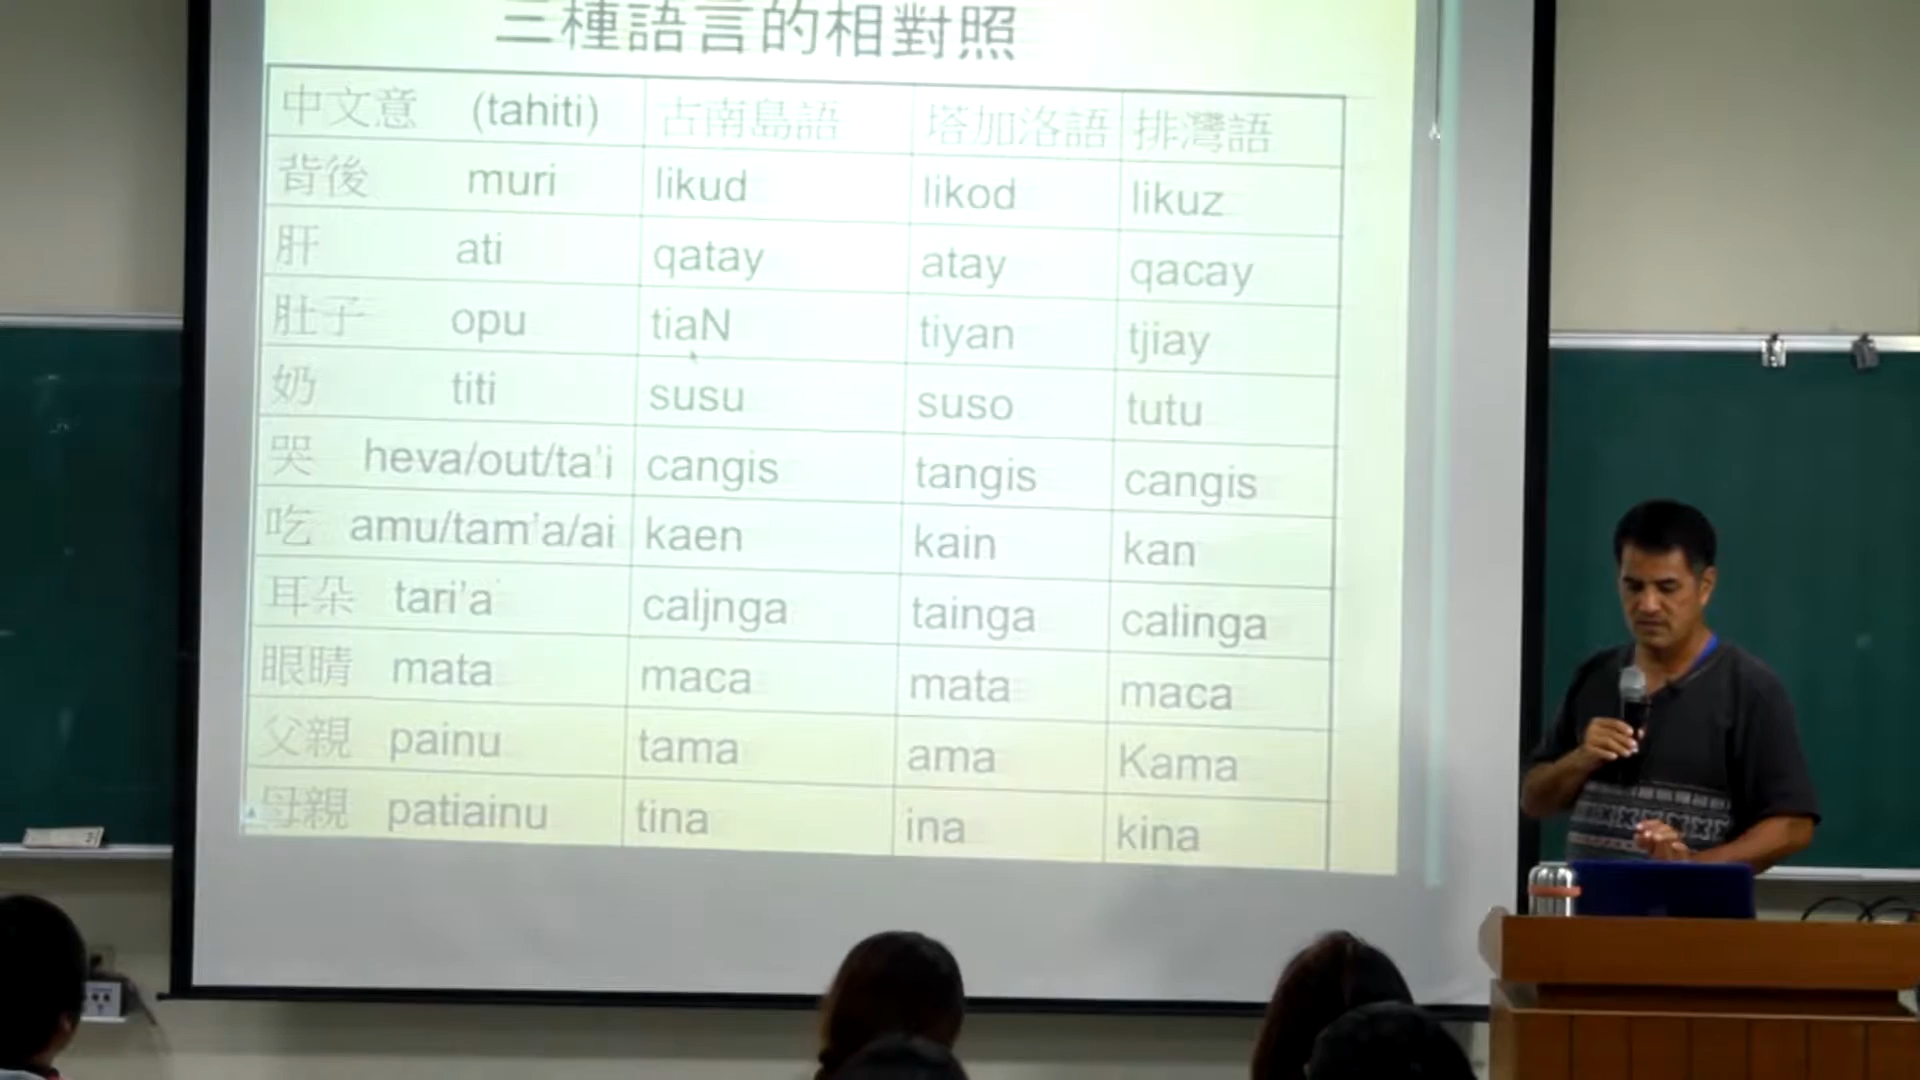 三種語言的相對照
中文意 (tahiti) 古南島語 塔加洛語 排灣語
背後 muri likud likod likuz
肝 ati qatay atay qacay
肚子 opu tiaN tiyan tjiay
奶 titi susu suso tutu
哭 heva/out/ta'i cangis tangis cangis
吃 amu/tam'a/ai kaen kain kan
耳朵 tari'a caljnga tainga calinga
眼睛 mata maca mata maca
父親 painu tama ama Kama
母親 patiainu tina ina kina